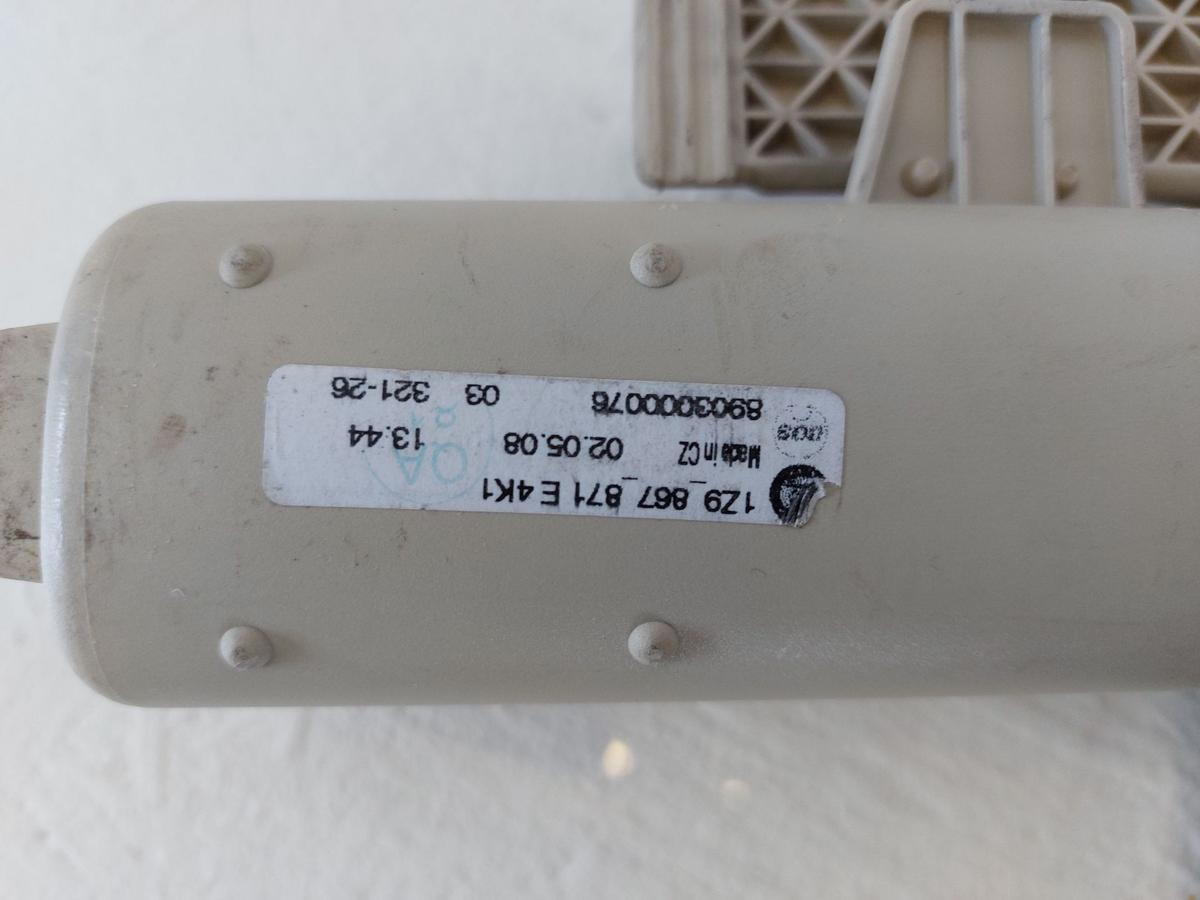 1Z9_867_871 E 4K1
Made in CZ 02.05.08 13.44
8903000076 03 321-26
QA